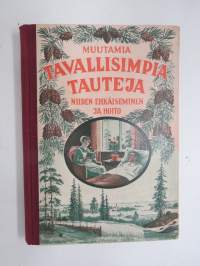 MUUTAMIA
TAVALLISIMPIA
TAUTEJA
NIIDEN EHKÄISEMINEN
JA HOITO